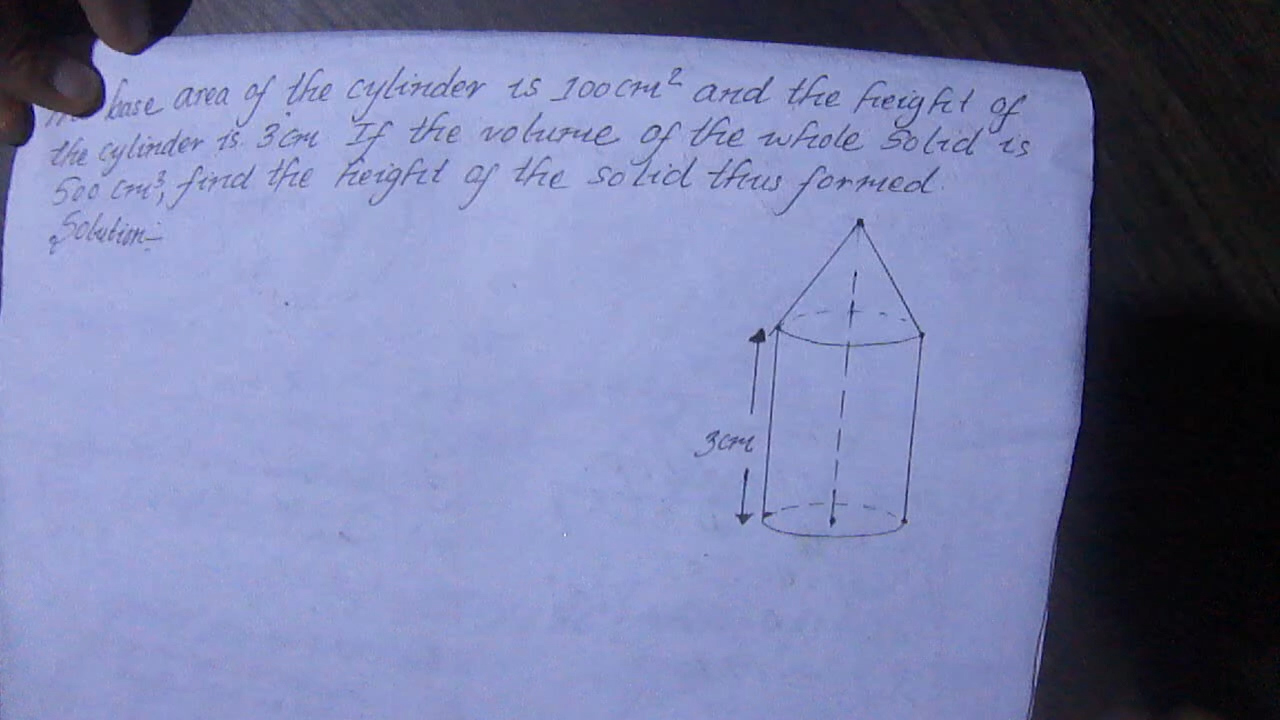 base area of the cylinder is 100cm² and the height of
the cylinder is 3cm If the volume of the whole solid is
500 cm³, find the height of the solid thus formed.
Solution:-
3cm